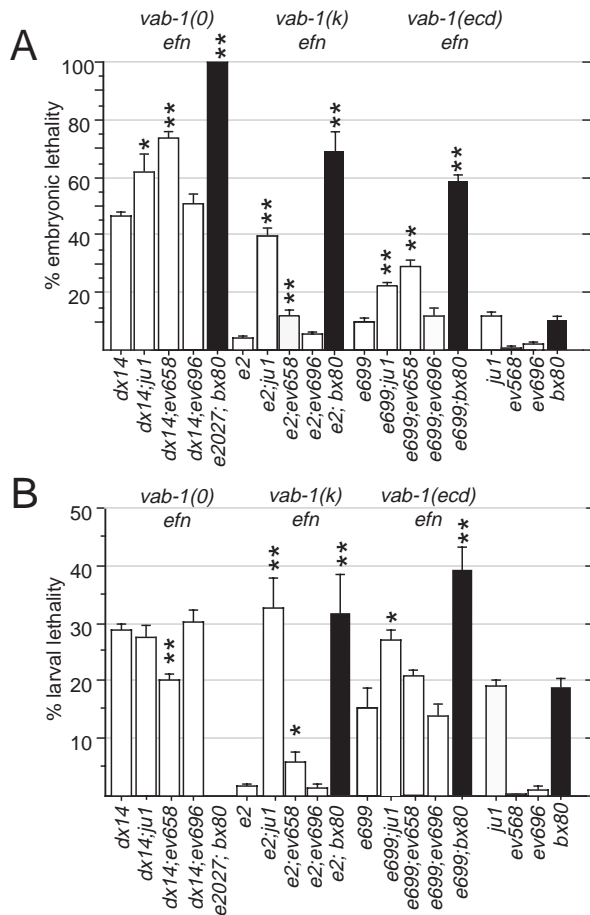 A
vab-1(0) vab-1(k) vab-1(ecd)
efn efn efn
% embryonic lethality
100
80
60
40
20
* ** ** ** ** ** ** ** **
dx14 dx14;ju1 dx14;ev658 dx14;ev696 e2027; bx80 e2 e2;ju1 e2;ev658 e2;ev696 e2; bx80 e699 e699;ju1 e699;ev658 e699;ev696 e699;bx80 ju1 ev568 ev696 bx80
B
vab-1(0) vab-1(k) vab-1(ecd)
efn efn efn
% larval lethality
50
40
30
20
10
** ** * ** * **
dx14 dx14;ju1 dx14;ev658 dx14;ev696 e2027; bx80 e2 e2;ju1 e2;ev658 e2;ev696 e2; bx80 e699 e699;ju1 e699;ev658 e699;ev696 e699;bx80 ju1 ev568 ev696 bx80